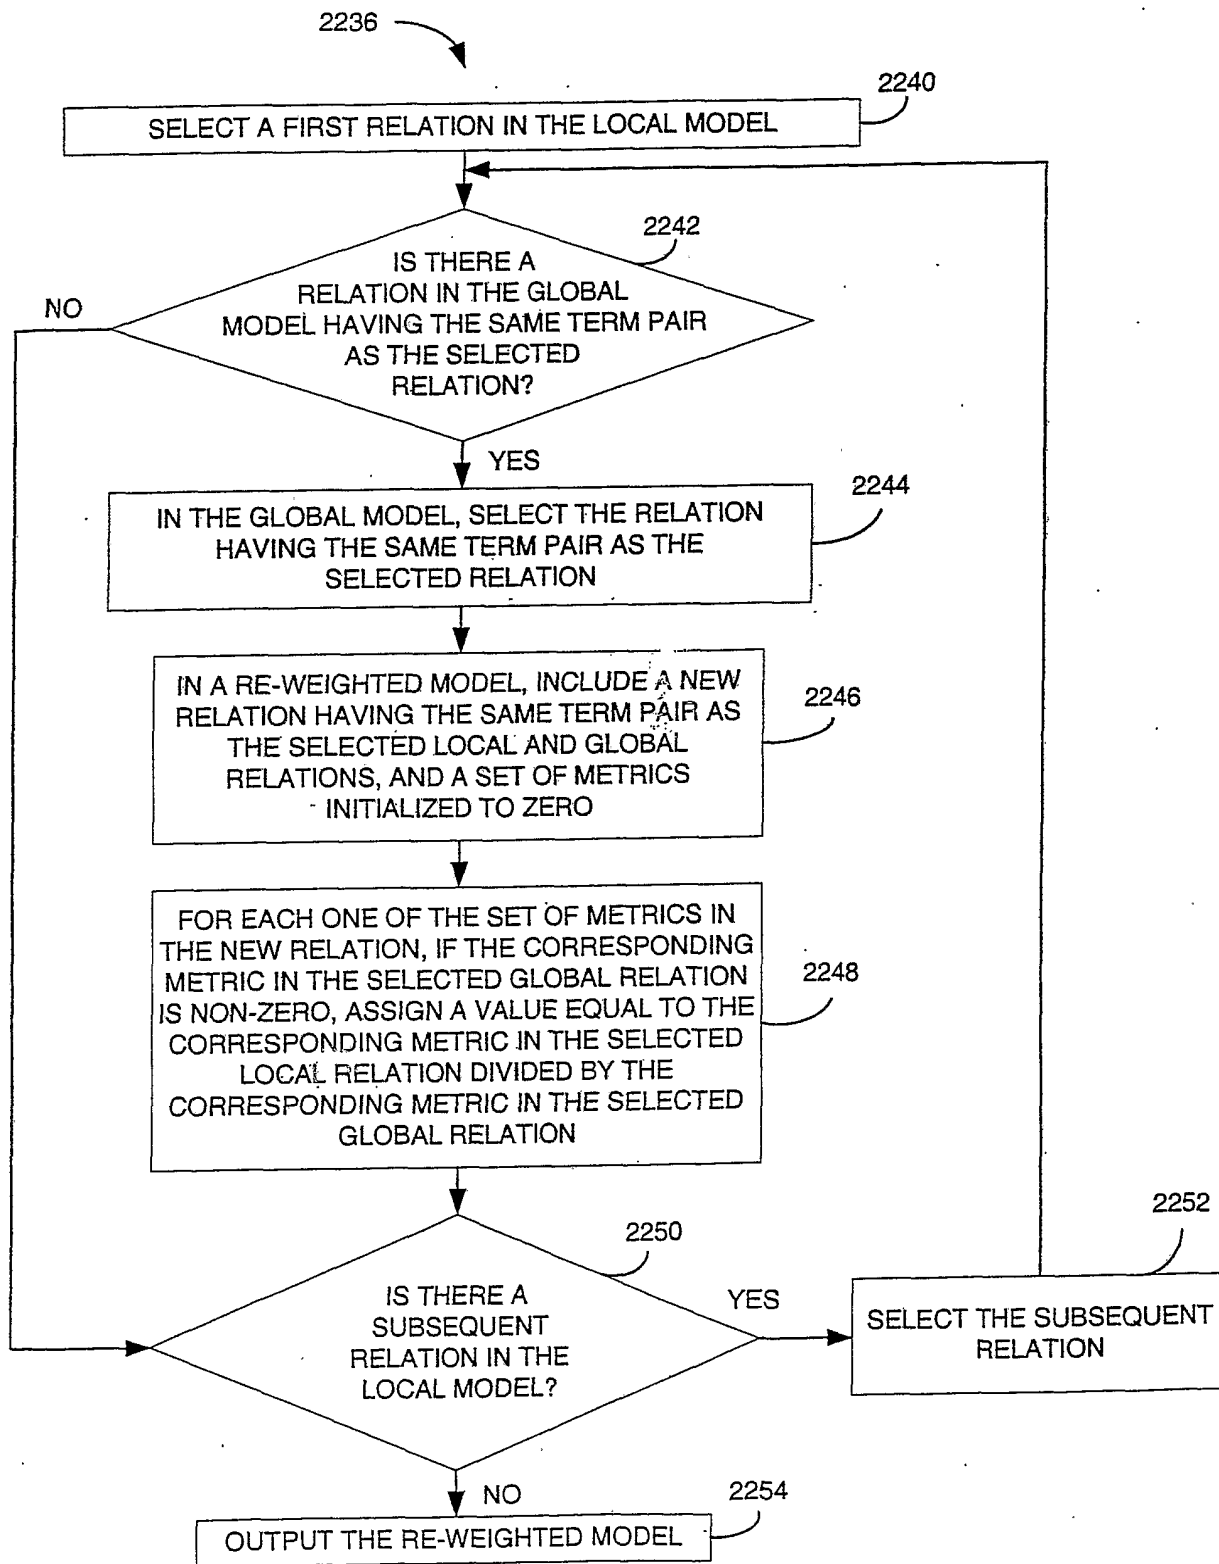 2236
2240
SELECT A FIRST RELATION IN THE LOCAL MODEL
2242
IS THERE A
RELATION IN THE GLOBAL
MODEL HAVING THE SAME TERM PAIR
AS THE SELECTED
RELATION?
NO
YES
2244
IN THE GLOBAL MODEL, SELECT THE RELATION
HAVING THE SAME TERM PAIR AS THE
SELECTED RELATION
2246
IN A RE-WEIGHTED MODEL, INCLUDE A NEW
RELATION HAVING THE SAME TERM PAIR AS
THE SELECTED LOCAL AND GLOBAL
RELATIONS, AND A SET OF METRICS
INITIALIZED TO ZERO
2248
FOR EACH ONE OF THE SET OF METRICS IN
THE NEW RELATION, IF THE CORRESPONDING
METRIC IN THE SELECTED GLOBAL RELATION
IS NON-ZERO, ASSIGN A VALUE EQUAL TO THE
CORRESPONDING METRIC IN THE SELECTED
LOCAL RELATION DIVIDED BY THE
CORRESPONDING METRIC IN THE SELECTED
GLOBAL RELATION
2250
IS THERE A
SUBSEQUENT
RELATION IN THE
LOCAL MODEL?
YES
2252
SELECT THE SUBSEQUENT
RELATION
NO
2254
OUTPUT THE RE-WEIGHTED MODEL